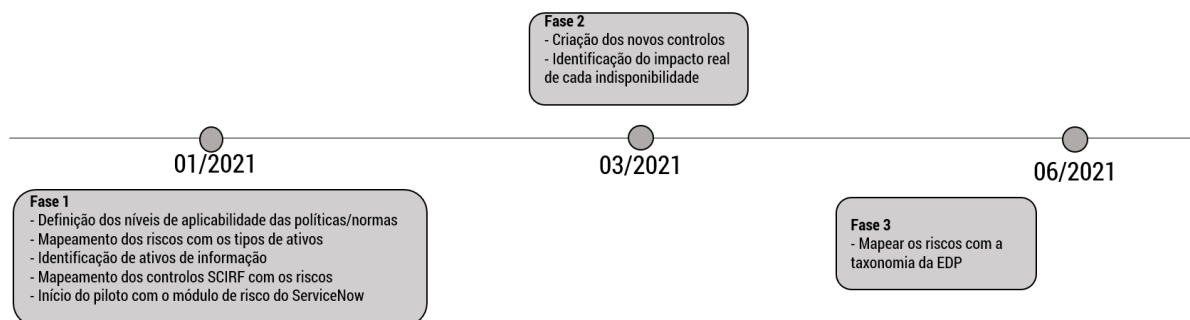 Fase 2
- Criação dos novos controlos
- Identificação do impacto real
de cada indisponibilidade
01/2021
03/2021
06/2021
Fase 1
- Definição dos níveis de aplicabilidade das políticas/normas
- Mapeamento dos riscos com os tipos de ativos
- Identificação de ativos de informação
- Mapeamento dos controlos SCIRF com os riscos
- Início do piloto com o módulo de risco do ServiceNow
Fase 3
- Mapear os riscos com a
taxonomia da EDP